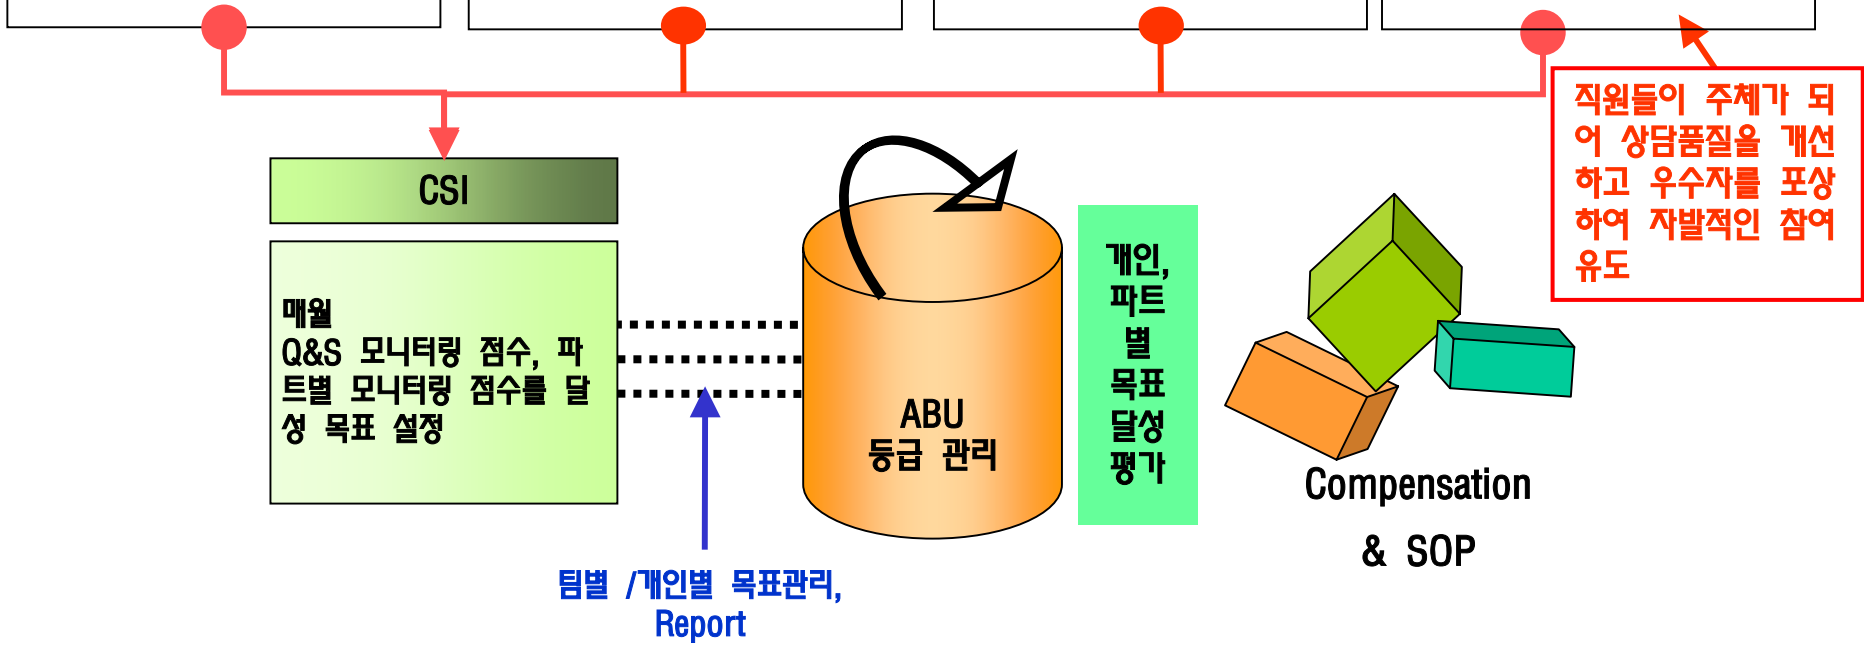 직원들이 주체가 되
어 상담품질을 개선
하고 우수자를 포상
하여 자발적인 참여
유도
CSI
매월
Q&S 모니터링 점수, 파
트별 모니터링 점수를 달
성 목표 설정
ABU
등급 관리
개인,
파트
별
목표
달성
평가
Compensation
& SOP
팀별 /개인별 목표관리,
Report